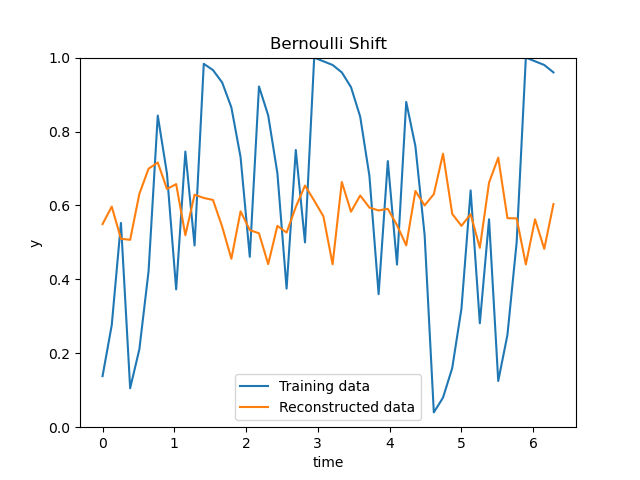 Bernoulli Shift
y
1.0
0.8
0.6
0.4
0.2
0.0
0 1 2 3 4 5 6
time
Training data
Reconstructed data